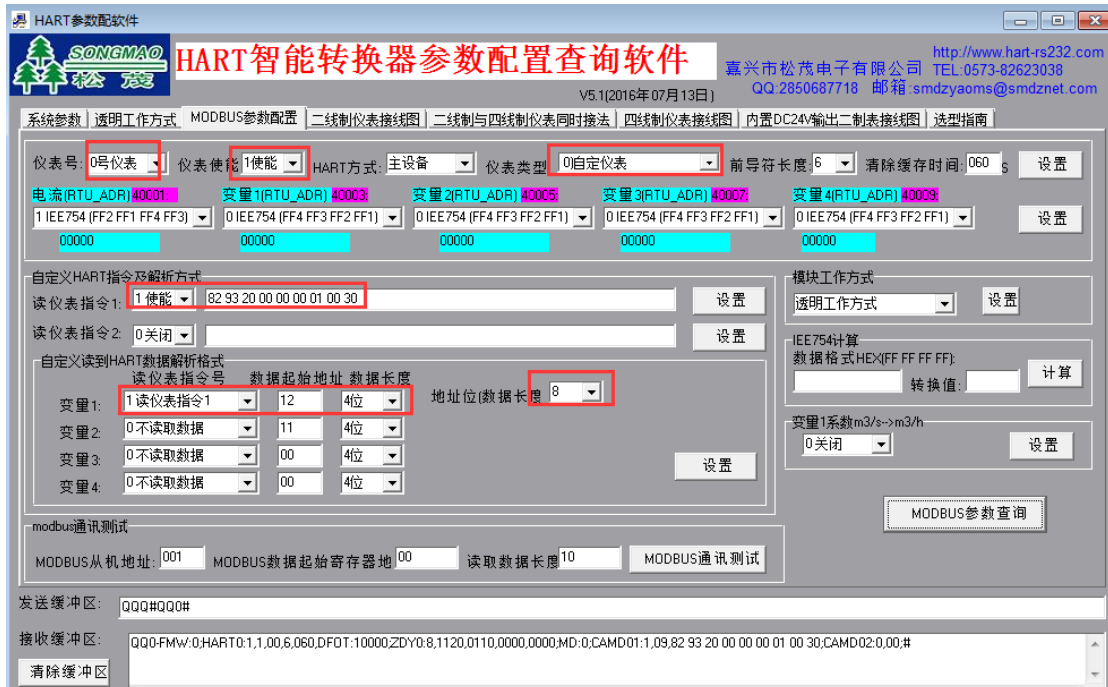 HART参数配软件
SONGMAO
松茂
HART智能转换器参数配置查询软件
V5.1(2016年07月13日)
嘉兴市松茂电子有限公司
http://www.hart-rs232.com
TEL:0573-82623038
QQ:2850687718 邮箱:smdzyaoms@smdznet.com
系统参数 透明工作方式 MODBUS参数配置 二线制仪表接线图 二线制与四线制仪表同时接法 四线制仪表接线图 内置DC24V输出二制表接线图 选型指南
仪表号: 0号仪表 仪表使能 1使能 HART方式: 主设备 仪表类型 0)自定仪表 前导符长度: 6 清除缓存时间: 060 s 设置
电流(RTU_ADR) 40001: 变量1(RTU_ADR) 40003: 变量2(RTU_ADR) 40005: 变量3(RTU_ADR) 40007: 变量4(RTU_ADR) 40009:
1 IEE754 (FF2 FF1 FF4 FF3) 0 IEE754 (FF4 FF3 FF2 FF1) 0 IEE754 (FF4 FF3 FF2 FF1) 0 IEE754 (FF4 FF3 FF2 FF1) 0 IEE754 (FF4 FF3 FF2 FF1) 设置
00000 00000 00000 00000 00000
自定义HART指令及解析方式
读仪表指令1: 1 使能 82 93 20 00 00 00 01 00 30 设置
读仪表指令2: 0关闭 设置
自定义读到HART数据解析格式
读仪表指令号 数据起始地址 数据长度
变量1: 1 读仪表指令1 12 4位 地址位(数据长度 8
变量2: 0 不读取数据 11 4位
变量3: 0 不读取数据 00 4位 设置
变量4: 0 不读取数据 00 4位
模块工作方式
透明工作方式 设置
IEE754计算
数据格式HEX(FF FF FF FF):
转换值: 计算
变量1系数m3/s-->m3/h
0关闭 设置
MODBUS参数查询
modbus通讯测试
MODBUS从机地址: 001 MODBUS数据起始寄存器地 00 读取数据长度 10 MODBUS通讯测试
发送缓冲区: QQQ#QQ0#
接收缓冲区: QQ0-FMW:0;HART0:1,1,00,6,060,DFOT:10000;ZDY0:8,1120,0110,0000,0000;MD:0;CAMD01:1,09,82 93 20 00 00 00 01 00 30;CAMD02:0,00;#
清除缓冲区